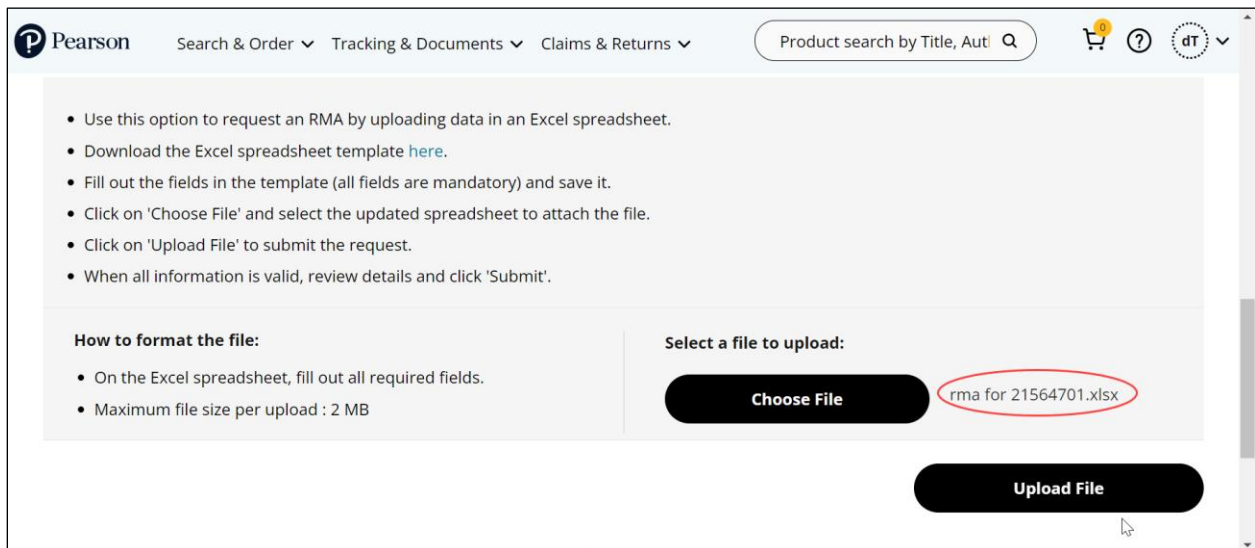 Pearson Search & Order Tracking & Documents Claims & Returns Product search by Title, Aut 0 ? dT
Use this option to request an RMA by uploading data in an Excel spreadsheet.
Download the Excel spreadsheet template here.
Fill out the fields in the template (all fields are mandatory) and save it.
Click on 'Choose File' and select the updated spreadsheet to attach the file.
Click on 'Upload File' to submit the request.
When all information is valid, review details and click 'Submit'.
How to format the file:
On the Excel spreadsheet, fill out all required fields.
Maximum file size per upload : 2 MB
Select a file to upload:
Choose File rma for 21564701.xlsx
Upload File